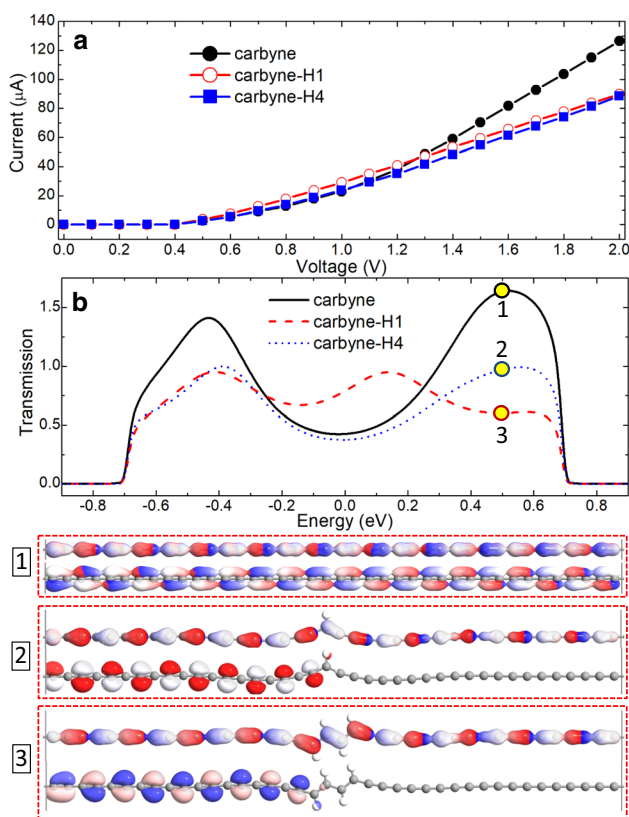 140
120
100
80
60
40
20
0
Current (μA)
a
carbyne
carbyne-H1
carbyne-H4
0.0 0.2 0.4 0.6 0.8 1.0 1.2 1.4 1.6 1.8 2.0
Voltage (V)
1.5
1.0
0.5
0.0
Transmission
b
carbyne
carbyne-H1
carbyne-H4
1
2
3
-0.8 -0.6 -0.4 -0.2 0.0 0.2 0.4 0.6 0.8
Energy (eV)
1
2
3